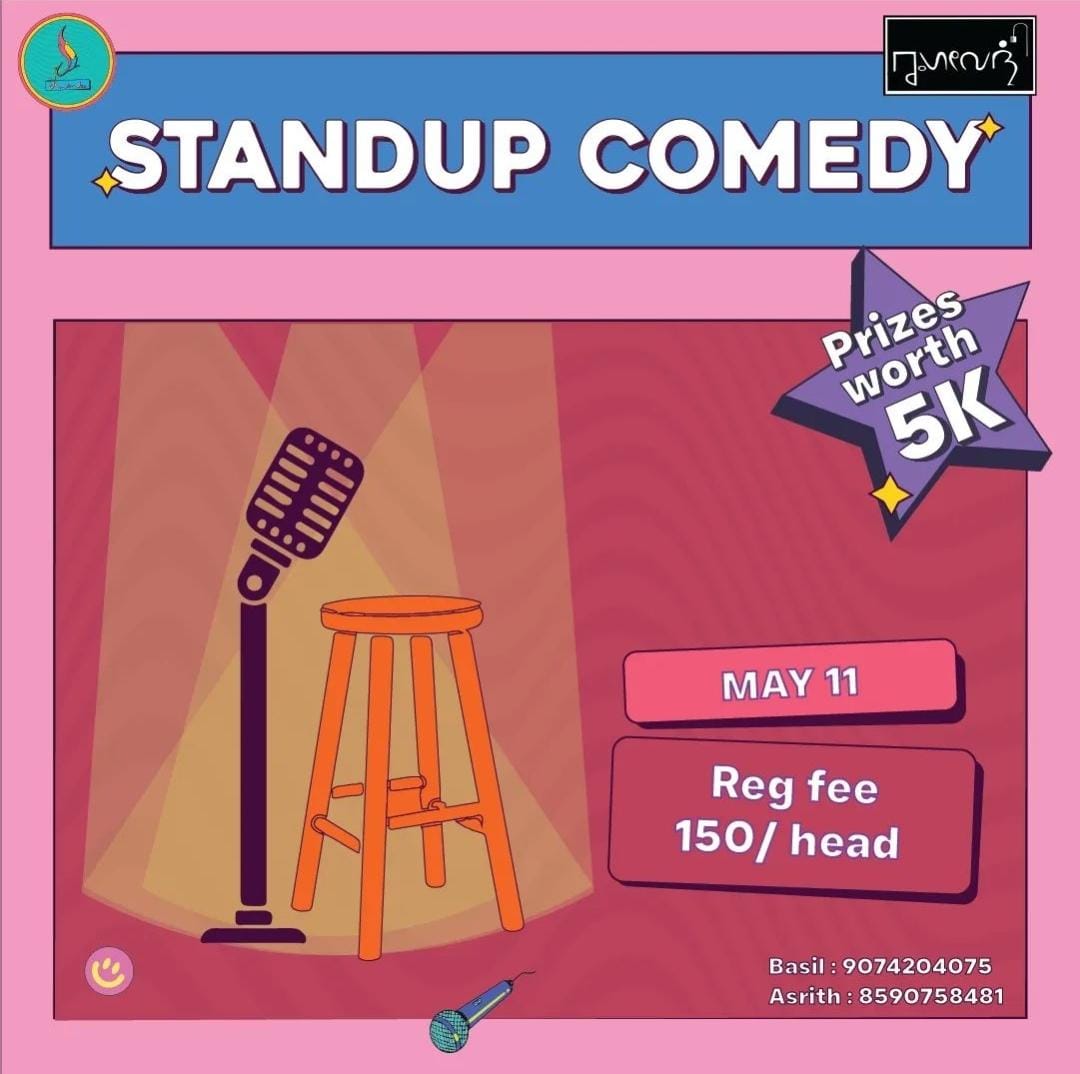 STANDUP COMEDY
Prizes
worth
5K
MAY 11
Reg fee
150/ head
Basil : 9074204075
Asrith : 8590758481